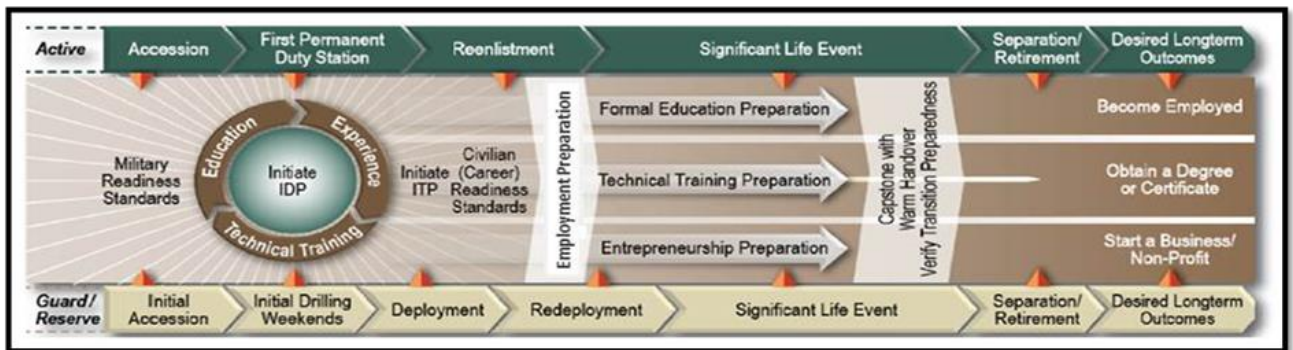 Active
Accession
First Permanent
Duty Station
Reenlistment
Significant Life Event
Separation/
Retirement
Desired Longterm
Outcomes
Military
Readiness
Standards
Education
Experience
Technical Training
Initiate
IDP
Initiate
ITP
Civilian
(Career)
Readiness
Standards
Employment Preparation
Formal Education Preparation
Technical Training Preparation
Entrepreneurship Preparation
Capstone with
Warm Handover
Verify Transition Preparedness
Become Employed
Obtain a Degree
or Certificate
Start a Business/
Non-Profit
Guard/
Reserve
Initial
Accession
Initial Drilling
Weekends
Deployment
Redeployment
Significant Life Event
Separation/
Retirement
Desired Longterm
Outcomes